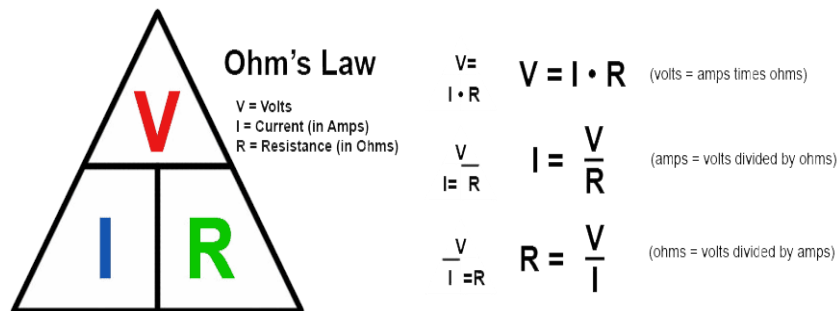 V
I R
Ohm's Law
V = Volts
I = Current (in Amps)
R = Resistance (in Ohms)
V=
I • R
V = I • R
(volts = amps times ohms)
V
I= R
I = V
R
(amps = volts divided by ohms)
V
I =R
R = V
I
(ohms = volts divided by amps)